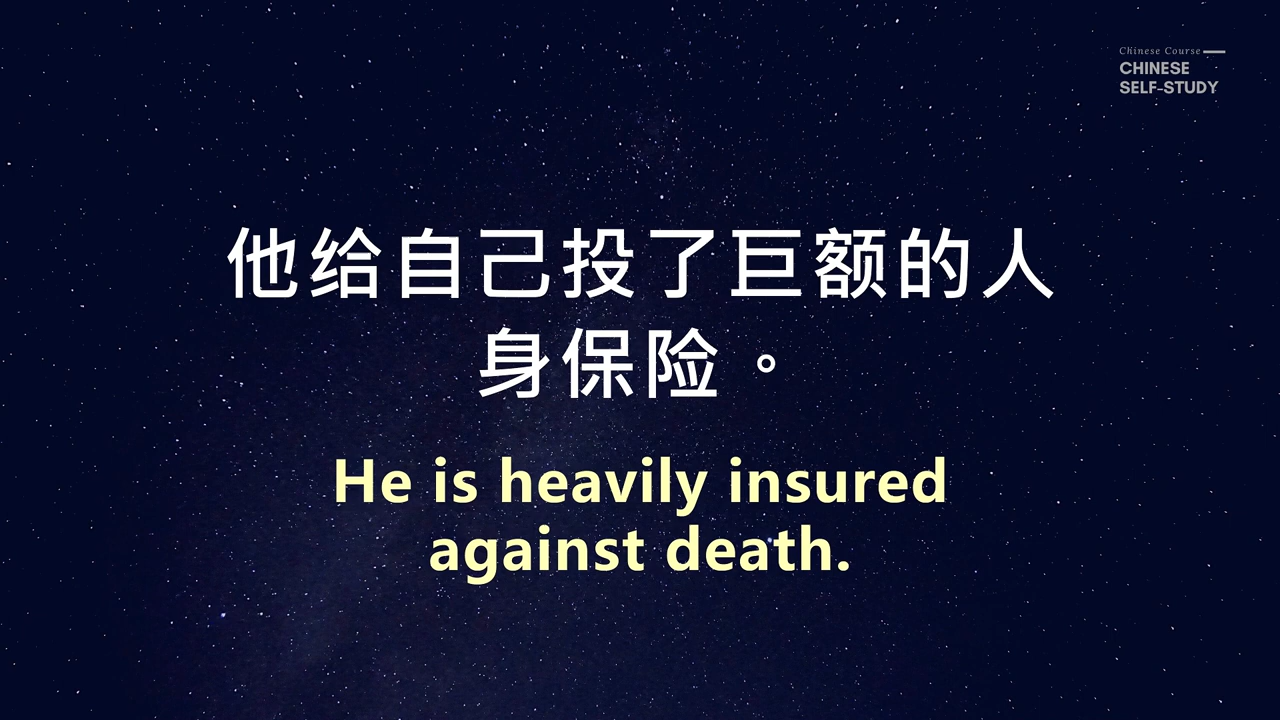 Chinese Course
CHINESE
SELF-STUDY
他给自己投了巨额的人
身保险。
He is heavily insured
against death.